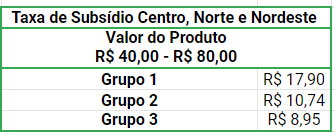 Taxa de Subsídio Centro, Norte e Nordeste
Valor do Produto
R$ 40,00 - R$ 80,00
Grupo 1 R$ 17,90
Grupo 2 R$ 10,74
Grupo 3 R$ 8,95